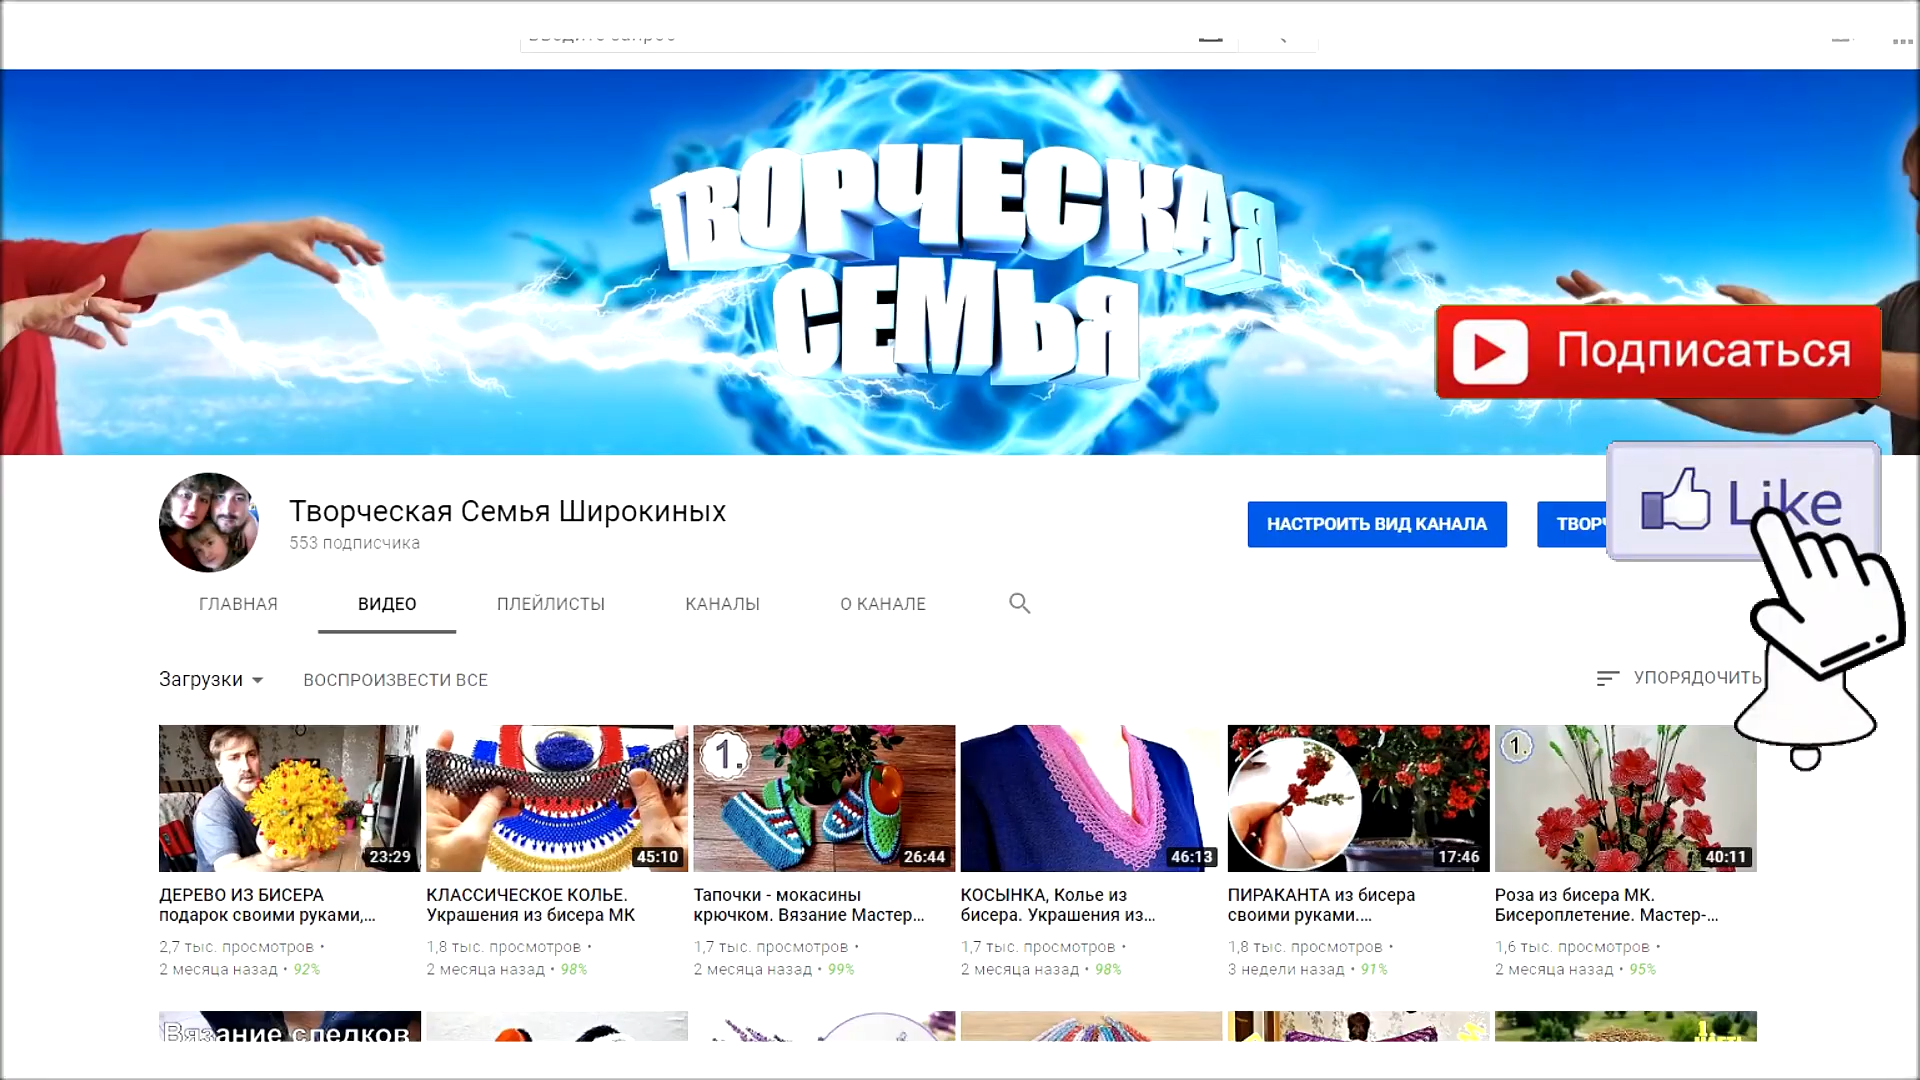 ТВОРЧЕСКАЯ
СЕМЬЯ
Подписаться
Like
Творческая Семья Широкиных
553 подписчика
НАСТРОИТЬ ВИД КАНАЛА
ТВОРЧ
ГЛАВНАЯ
ВИДЕО
ПЛЕЙЛИСТЫ
КАНАЛЫ
О КАНАЛЕ
Загрузки
ВОСПРОИЗВЕСТИ ВСЕ
УПОРЯДОЧИТЬ
1.
1.
23:29
45:10
26:44
46:13
17:46
40:11
ДЕРЕВО ИЗ БИСЕРА
подарок своими руками,...
2,7 тыс. просмотров •
2 месяца назад • 92%
КЛАССИЧЕСКОЕ КОЛЬЕ.
Украшения из бисера МК
1,8 тыс. просмотров •
2 месяца назад • 98%
Тапочки - мокасины
крючком. Вязание Мастер...
1,7 тыс. просмотров •
2 месяца назад • 99%
КОСЫНКА, Колье из
бисера. Украшения из...
1,7 тыс. просмотров •
2 месяца назад • 98%
ПИРАКАНТА из бисера
своими руками....
1,8 тыс. просмотров •
3 недели назад • 91%
Роза из бисера МК.
Бисероплетение. Мастер-...
1,6 тыс. просмотров •
2 месяца назад • 95%
Вязание следков